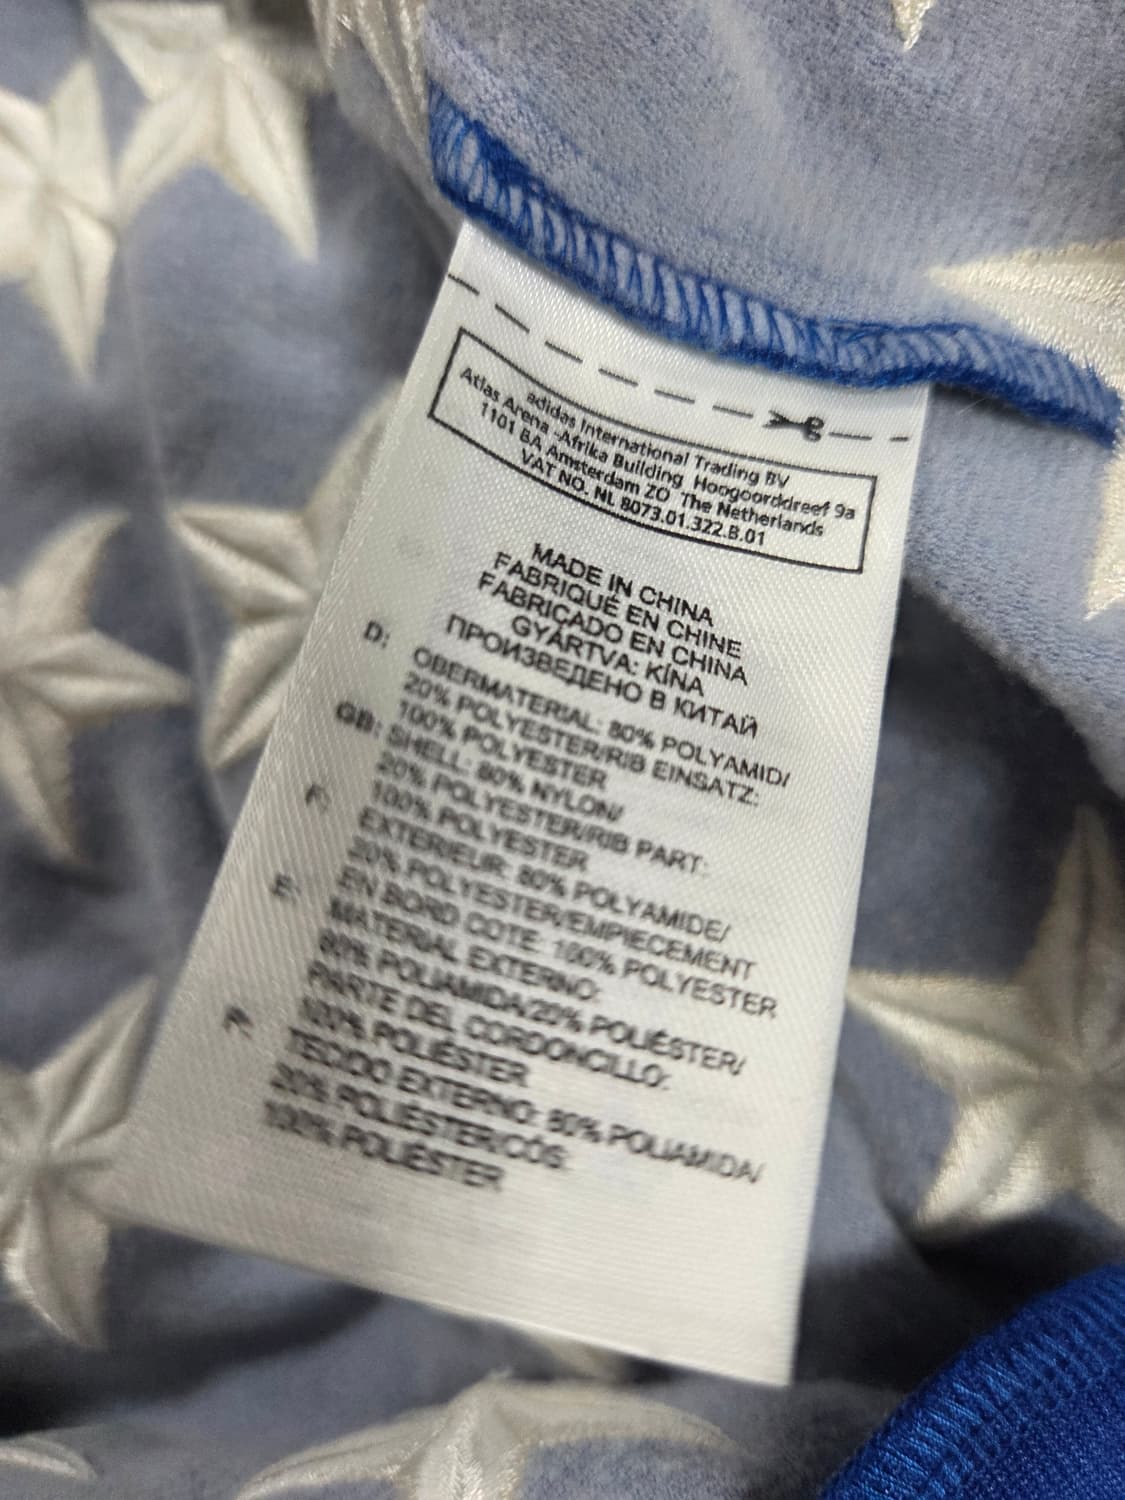 adidas International Trading BV
Atlas Arena -Afrika Building Hoogoorddreef 9a
1101 BA Amsterdam ZO The Netherlands
VAT NO. NL 8073.01.322.B.01
MADE IN CHINA
FABRIQUÉ EN CHINE
FABRICADO EN CHINA
GYÁRTVA: KÍNA
ПРОИЗВЕДЕНО В КИТАЙ
D: OBERMATERIAL: 80% POLYAMID/
20% POLYESTER/RIB EINSATZ:
100% POLYESTER
GB: SHELL: 80% NYLON/
20% POLYESTER/RIB PART:
100% POLYESTER
F: EXTERIEUR: 80% POLYAMIDE/
20% POLYESTER/EMPIECEMENT
EN BORD COTE: 100% POLYESTER
E: MATERIAL EXTERNO:
80% POLIAMIDA/20% POLIÉSTER/
PARTE DEL CORDONCILLO:
100% POLIÉSTER
P: TECIDO EXTERNO: 80% POLIAMIDA/
20% POLIÉSTER/CÓS:
100% POLIÉSTER